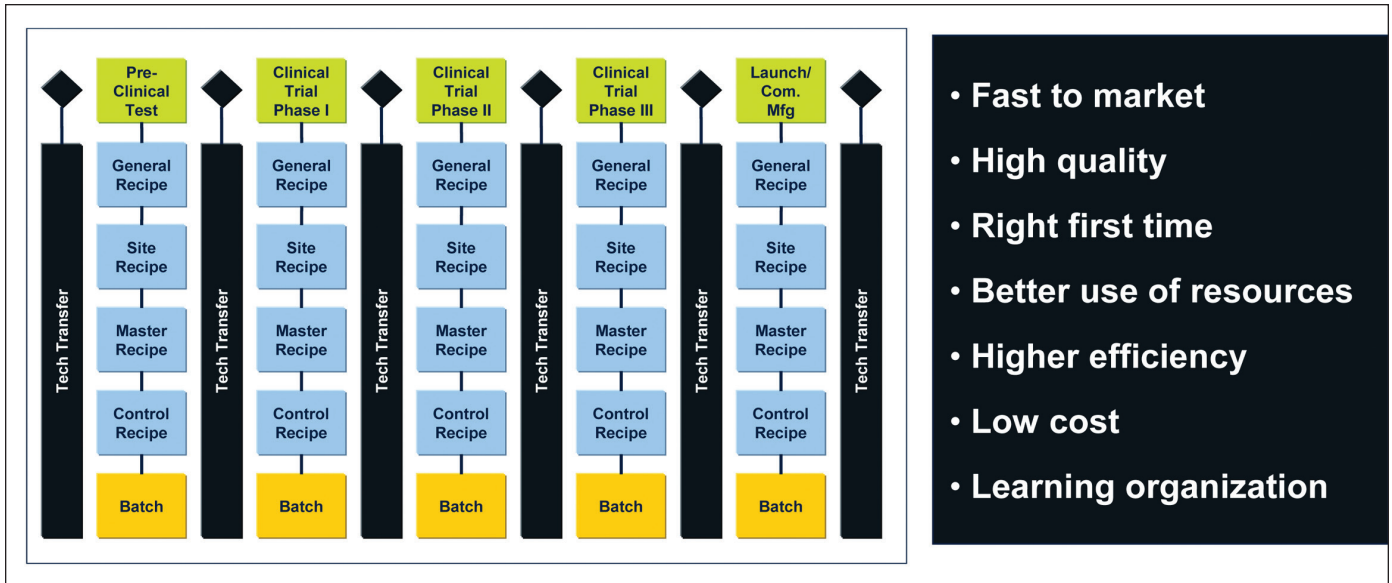 Pre-
Clinical
Test
Clinical
Trial
Phase I
Clinical
Trial
Phase II
Clinical
Trial
Phase III
Launch/
Com.
Mfg
Tech Transfer
General
Recipe
Site
Recipe
Master
Recipe
Control
Recipe
Batch
Tech Transfer
General
Recipe
Site
Recipe
Master
Recipe
Control
Recipe
Batch
Tech Transfer
General
Recipe
Site
Recipe
Master
Recipe
Control
Recipe
Batch
Tech Transfer
General
Recipe
Site
Recipe
Master
Recipe
Control
Recipe
Batch
Tech Transfer
General
Recipe
Site
Recipe
Master
Recipe
Control
Recipe
Batch
Tech Transfer
• Fast to market
• High quality
• Right first time
• Better use of resources
• Higher efficiency
• Low cost
• Learning organization